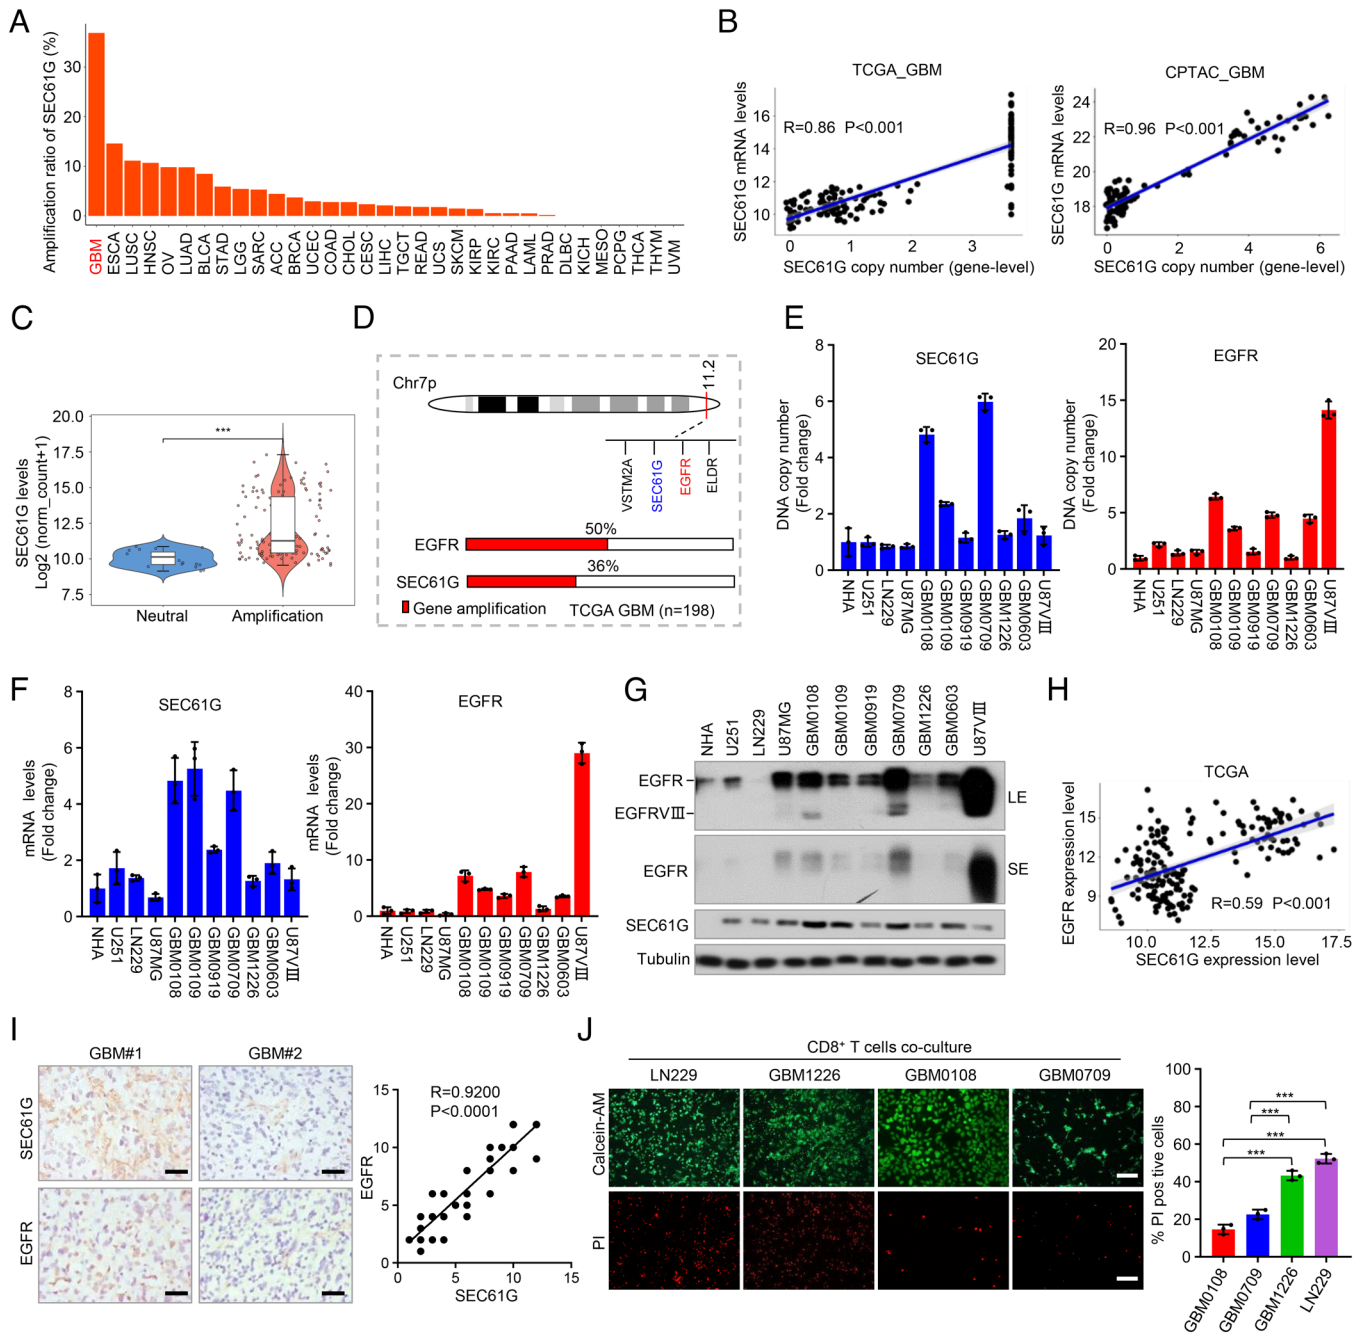 A
Amplification ratio of SEC61G (%)
30
20
10
0
GBM
ESCA
LUSC
HNSC
OV
LUAD
BLCA
STAD
LGG
SARC
ACC
BRCA
UCEC
COAD
CHOL
CESC
LIHC
TGCT
READ
UCS
SKCM
KIRP
KIRC
PAAD
LAML
PRAD
DLBC
KICH
MESO
PCPG
THCA
THYM
UVM
B
TCGA_GBM
SEC61G mRNA levels
16
14
12
10
R=0.86 P<0.001
0 1 2 3
SEC61G copy number (gene-level)
CPTAC_GBM
SEC61G mRNA levels
24
22
20
18
R=0.96 P<0.001
0 2 4 6
SEC61G copy number (gene-level)
C
SEC61G levels
Log2 (norm_count+1)
20.0
17.5
15.0
12.5
10.0
7.5
***
Neutral Amplification
D
Chr7p
11.2
VSTM2A
SEC61G
EGFR
ELDR
50%
EGFR
36%
SEC61G
Gene amplification TCGA GBM (n=198)
E
SEC61G
DNA copy number
(Fold change)
8
6
4
2
0
NHA
U251
LN229
U87MG
GBM0108
GBM0109
GBM0919
GBM0709
GBM1226
GBM0603
U87VⅢ
EGFR
DNA copy number
(Fold change)
20
15
10
5
0
NHA
U251
LN229
U87MG
GBM0108
GBM0109
GBM0919
GBM0709
GBM1226
GBM0603
U87VⅢ
F
SEC61G
mRNA levels
(Fold change)
8
6
4
2
0
NHA
U251
LN229
U87MG
GBM0108
GBM0109
GBM0919
GBM0709
GBM1226
GBM0603
U87VⅢ
EGFR
mRNA levels
(Fold change)
40
30
20
10
0
NHA
U251
LN229
U87MG
GBM0108
GBM0109
GBM0919
GBM0709
GBM1226
GBM0603
U87VⅢ
G
NHA
U251
LN229
U87MG
GBM0108
GBM0109
GBM0919
GBM0709
GBM1226
GBM0603
U87VⅢ
EGFR
EGFRVⅢ
LE
EGFR
SE
SEC61G
Tubulin
H
TCGA
EGFR expression level
15
12
9
R=0.59 P<0.001
10.0 12.5 15.0 17.5
SEC61G expression level
I
GBM#1 GBM#2
SEC61G
EGFR
R=0.9200
P<0.0001
EGFR
15
10
5
0
0 5 10 15
SEC61G
J
CD8⁺ T cells co-culture
LN229 GBM1226 GBM0108 GBM0709
Calcein-AM
PI
% PI positive cells
100
80
60
40
20
0
***
***
***
***
GBM0108
GBM0709
GBM1226
LN229